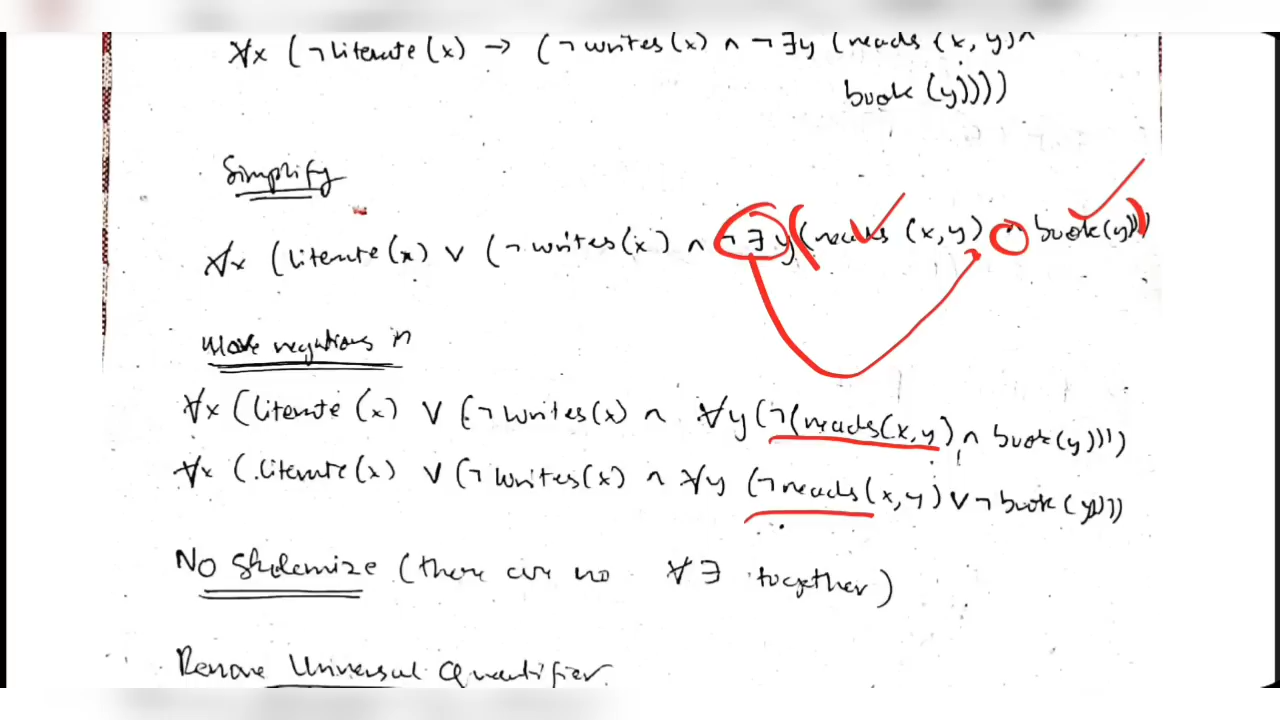 ∀x (¬literate(x) → (¬writes(x) ∧ ¬∃y (reads (x, y) ∧
book (y))))
Simplify
∀x (literate(x) ∨ (¬writes(x) ∧ ¬∃y (reads (x,y) ∧ book(y)))
Move negations in
∀x (literate (x) ∨ (¬writes(x) ∧ ∀y (¬(reads(x,y) ∧ book(y))))
∀x (literate(x) ∨ (¬writes(x) ∧ ∀y (¬reads(x,y) ∨ ¬book(y))))
No Skolemize (there are no ∀∃ together)
Remove Universal Quantifier.